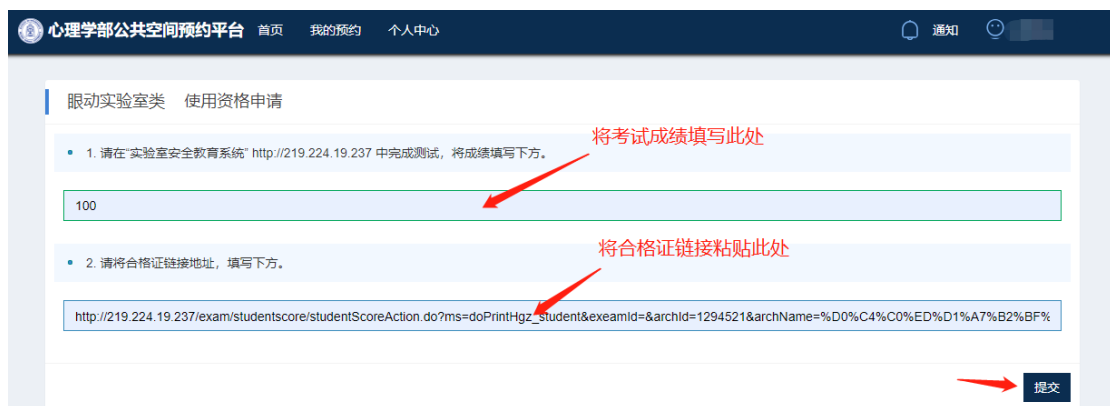 心理学部公共空间预约平台 首页 我的预约 个人中心 通知
眼动实验室类 使用资格申请
将考试成绩填写此处
1. 请在“实验室安全教育系统” http://219.224.19.237 中完成测试，将成绩填写下方。
100
将合格证链接粘贴此处
2. 请将合格证链接地址，填写下方。
http://219.224.19.237/exam/studentscore/studentScoreAction.do?ms=doPrintHgz_student&exeamId=&archId=1294521&archName=%D0%C4%C0%ED%D1%A7%B2%BF%
提交